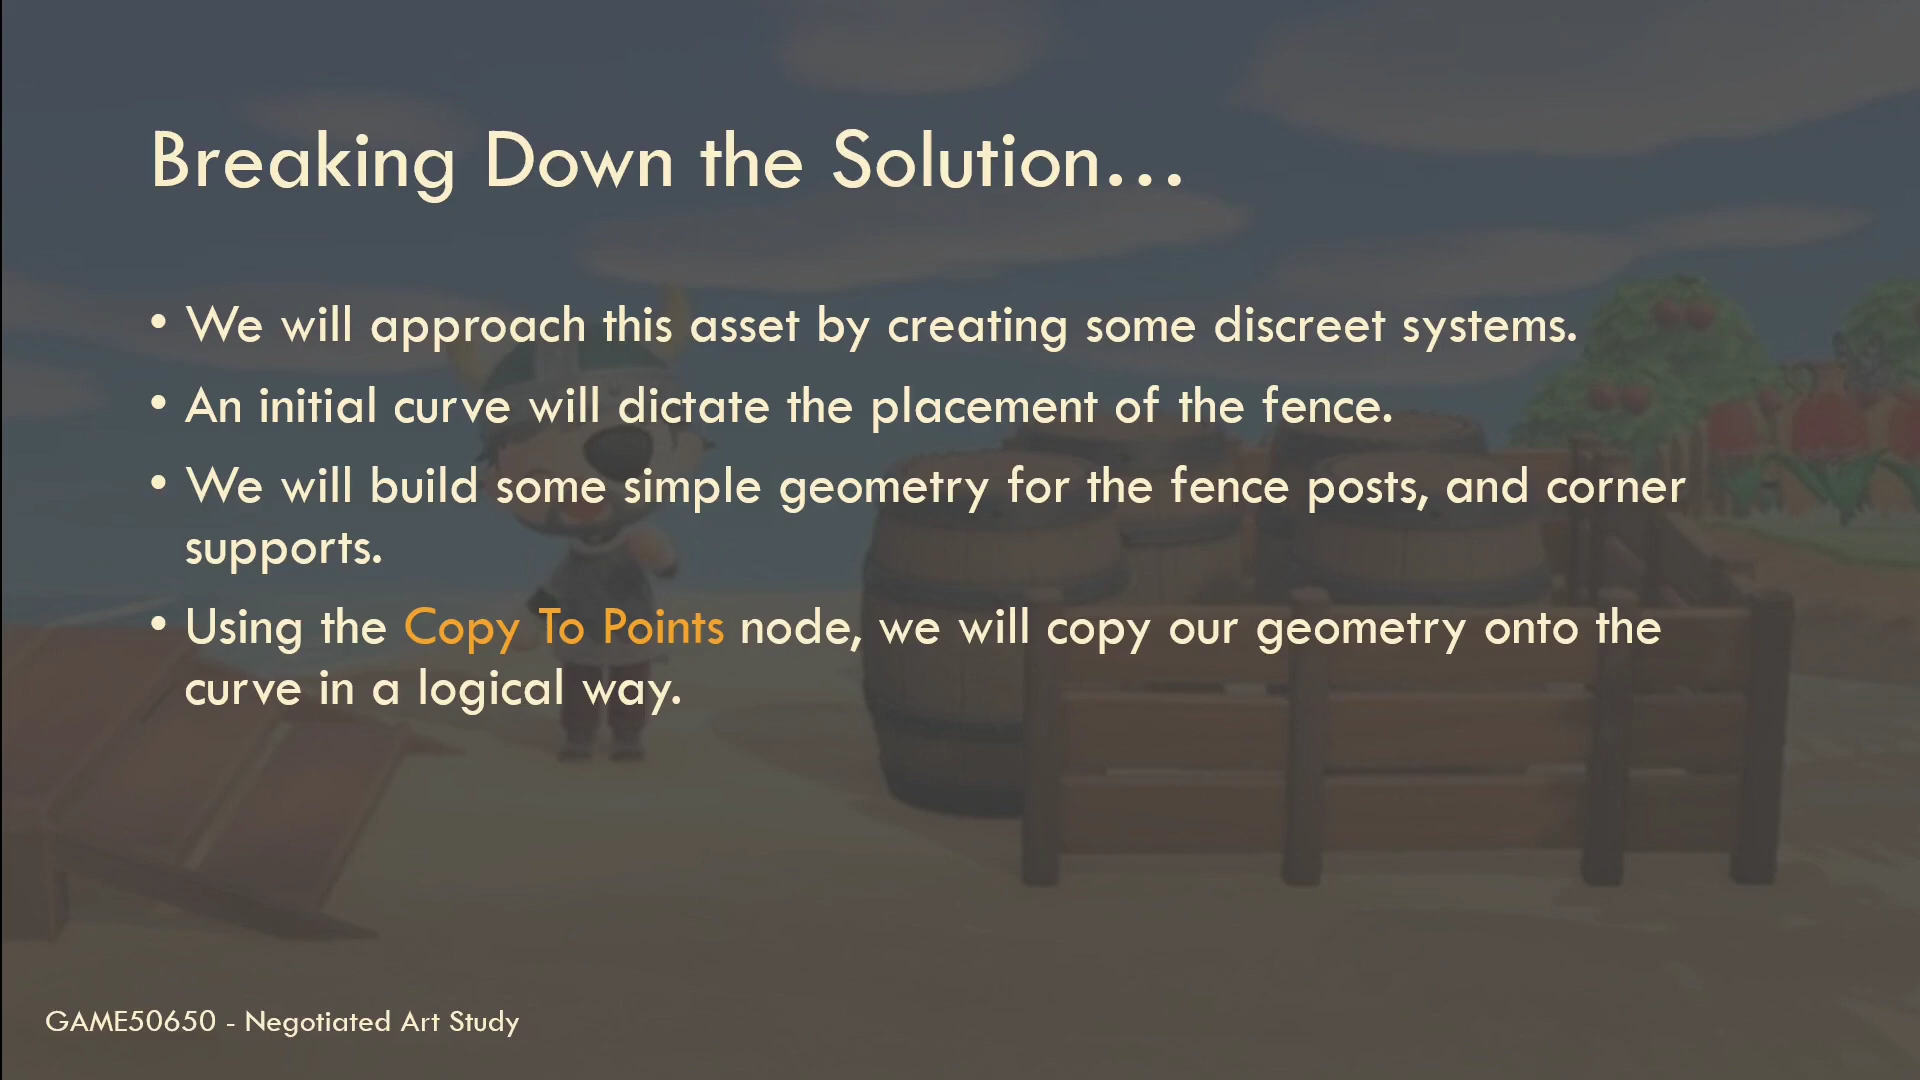 Breaking Down the Solution...
• We will approach this asset by creating some discreet systems.
• An initial curve will dictate the placement of the fence.
• We will build some simple geometry for the fence posts, and corner
supports.
• Using the Copy To Points node, we will copy our geometry onto the
curve in a logical way.
GAME50650 - Negotiated Art Study